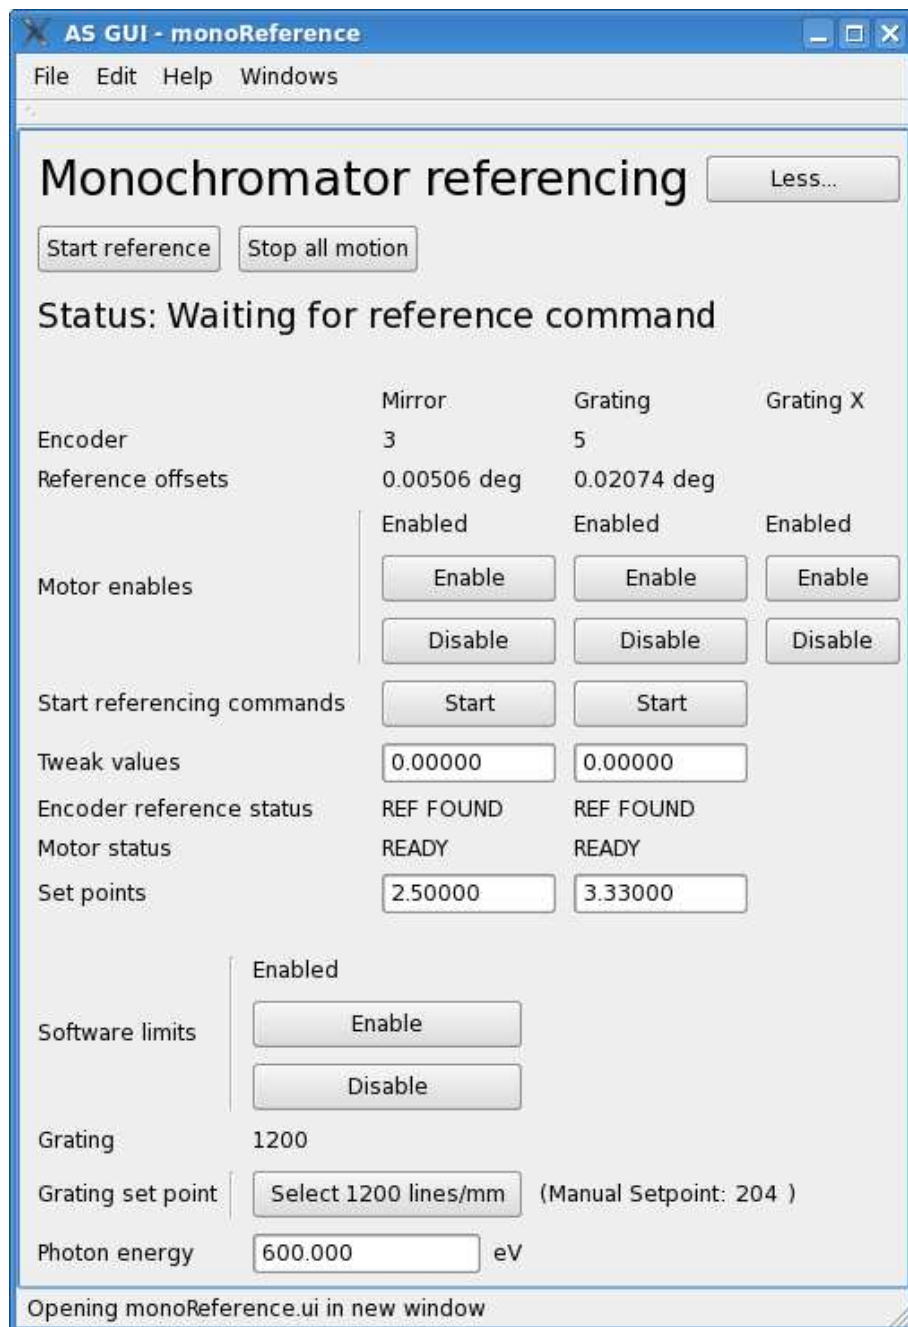 AS GUI - monoReference
File Edit Help Windows
Monochromator referencing Less...
Start reference Stop all motion
Status: Waiting for reference command
Mirror Grating Grating X
Encoder 3 5
Reference offsets 0.00506 deg 0.02074 deg
Enabled Enabled Enabled
Motor enables Enable Enable Enable
Disable Disable Disable
Start referencing commands Start Start
Tweak values 0.00000 0.00000
Encoder reference status REF FOUND REF FOUND
Motor status READY READY
Set points 2.50000 3.33000
Enabled
Software limits Enable
Disable
Grating 1200
Grating set point Select 1200 lines/mm (Manual Setpoint: 204 )
Photon energy 600.000 eV
Opening monoReference.ui in new window